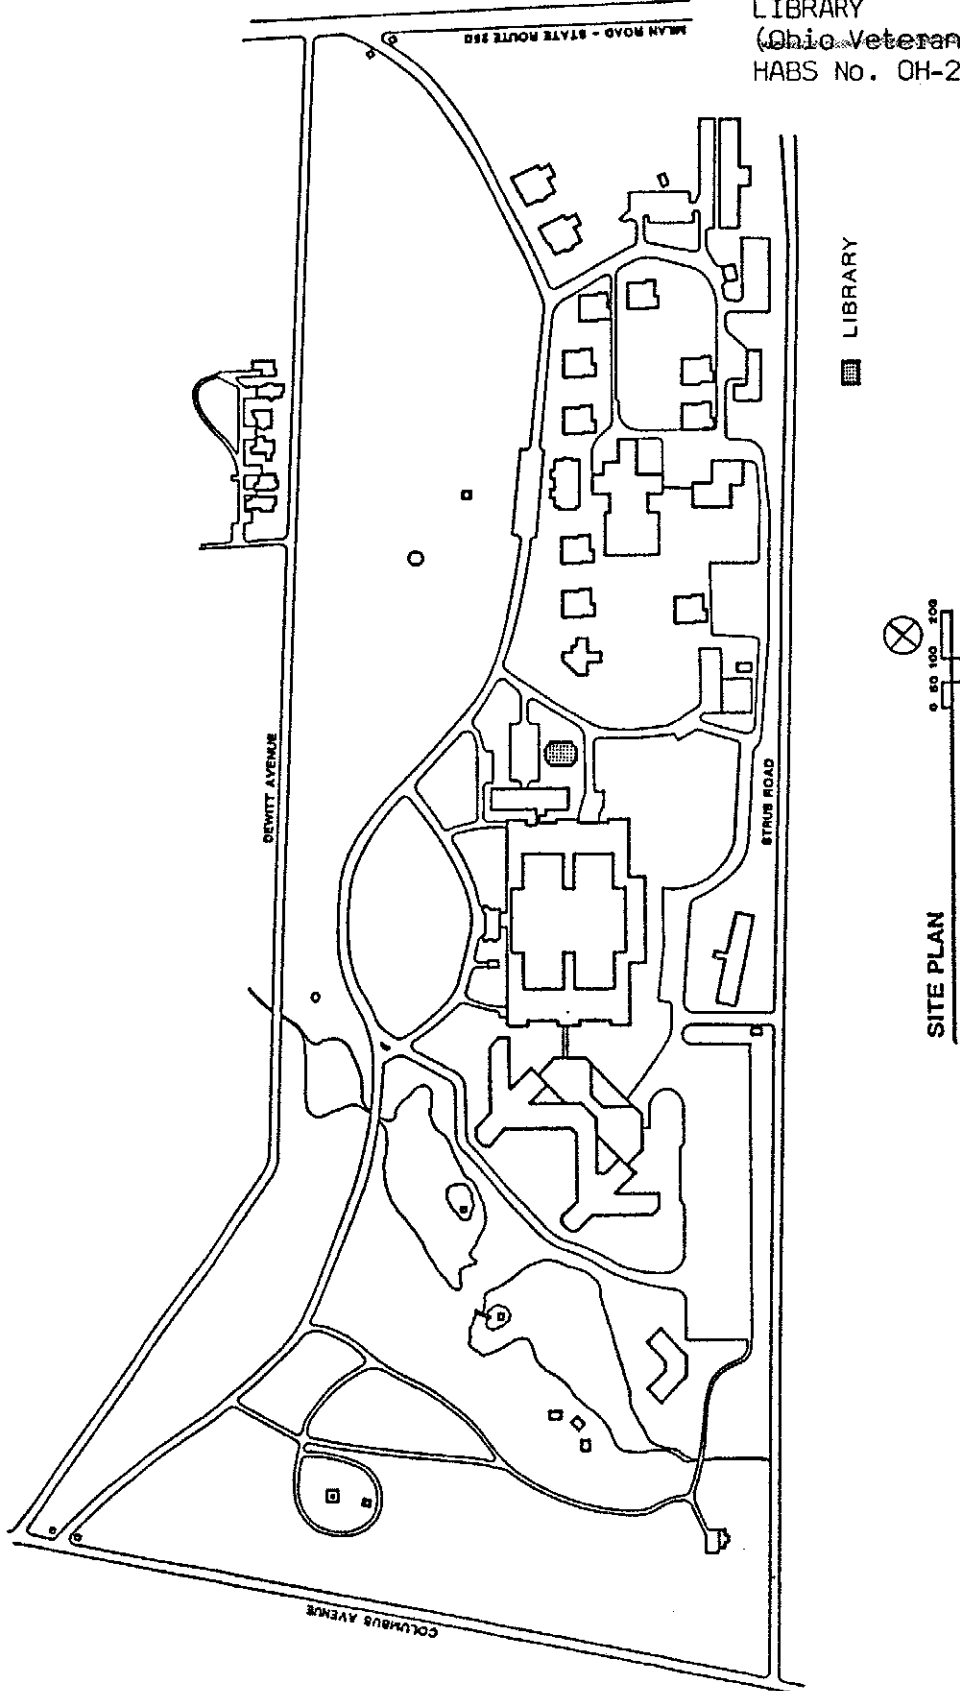 LIBRARY
(Ohio Veteran
HABS No. OH-2
MILAN ROAD - STATE ROUTE 250
LIBRARY
DEWITT AVENUE
STRUB ROAD
0 50 100 200
SITE PLAN
COLUMBUS AVENUE